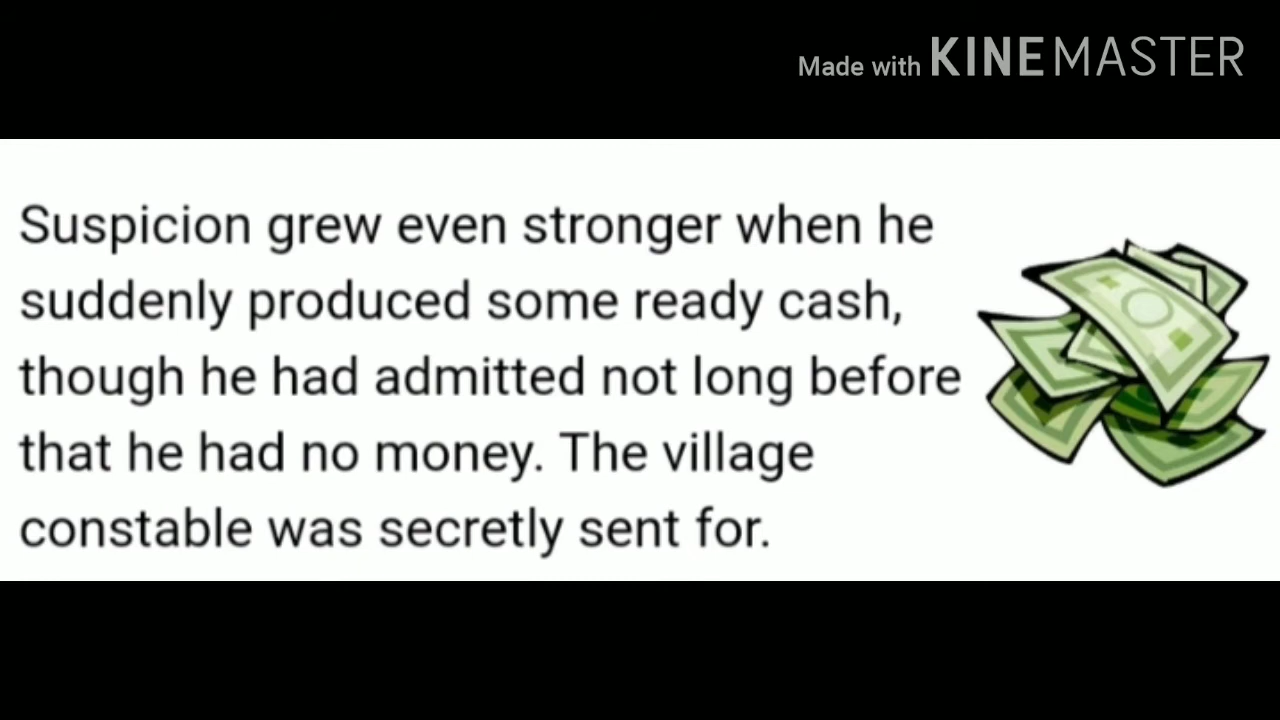 Made with KINEMASTER
Suspicion grew even stronger when he
suddenly produced some ready cash,
though he had admitted not long before
that he had no money. The village
constable was secretly sent for.